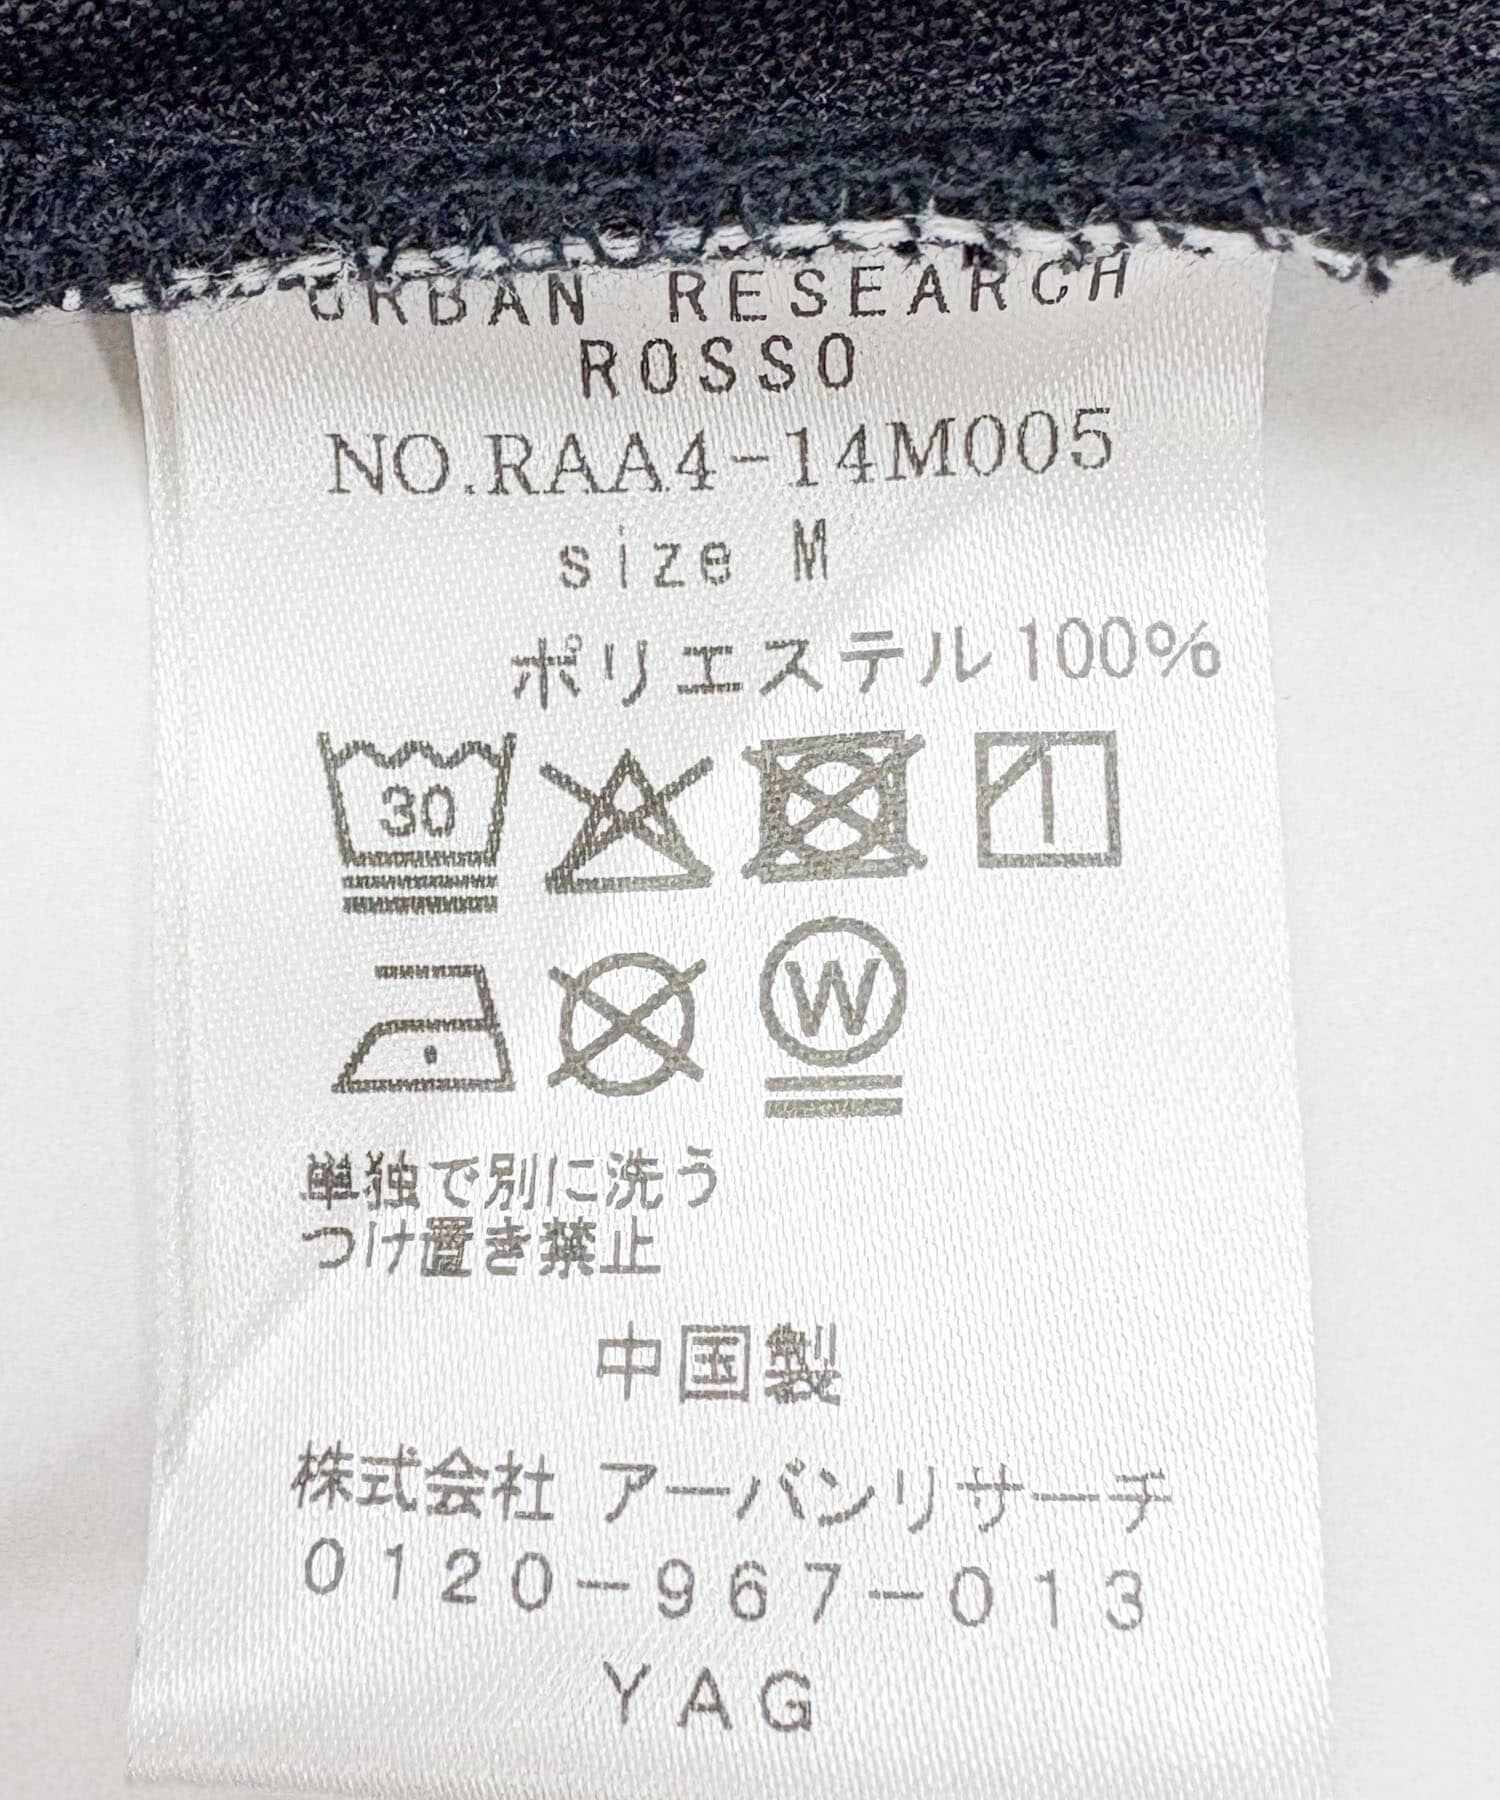 URBAN RESEARCH
ROSSO
NO.RAA4-14M005
size M
ポリエステル100%
30
W
単独で別に洗う
つけ置き禁止
中国製
株式会社 アーバンリサーチ
0120-967-013
YAG